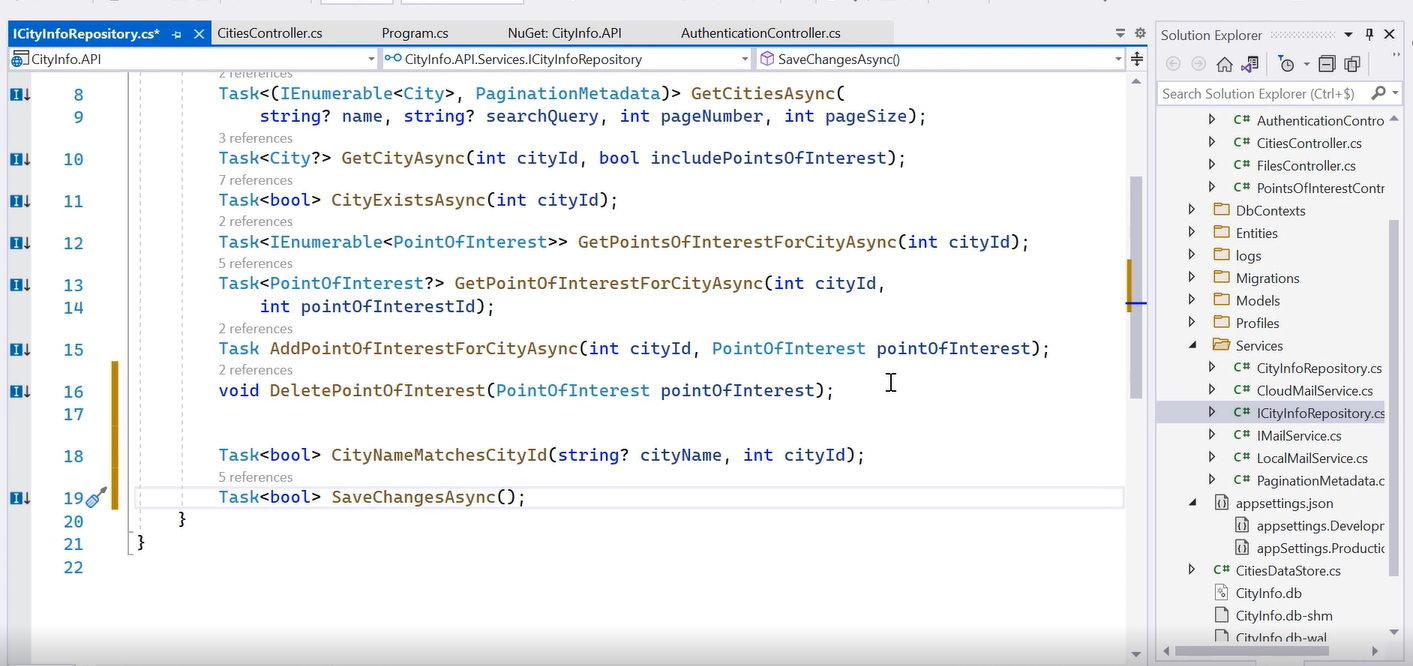 ICityInfoRepository.cs*
CitiesController.cs
Program.cs
NuGet: CityInfo.API
AuthenticationController.cs
CityInfo.API
CityInfo.API.Services.ICityInfoRepository
SaveChangesAsync()
2 references
8 Task<(IEnumerable<City>, PaginationMetadata)> GetCitiesAsync(
9 string? name, string? searchQuery, int pageNumber, int pageSize);
3 references
10 Task<City?> GetCityAsync(int cityId, bool includePointsOfInterest);
7 references
11 Task<bool> CityExistsAsync(int cityId);
2 references
12 Task<IEnumerable<PointOfInterest>> GetPointsOfInterestForCityAsync(int cityId);
5 references
13 Task<PointOfInterest?> GetPointOfInterestForCityAsync(int cityId,
14 int pointOfInterestId);
2 references
15 Task AddPointOfInterestForCityAsync(int cityId, PointOfInterest pointOfInterest);
2 references
16 void DeletePointOfInterest(PointOfInterest pointOfInterest);
17
18 Task<bool> CityNameMatchesCityId(string? cityName, int cityId);
5 references
19 Task<bool> SaveChangesAsync();
20 }
21 }
22
Solution Explorer
Search Solution Explorer (Ctrl+$)
C# AuthenticationContro
C# CitiesController.cs
C# FilesController.cs
C# PointsOfInterestContr
DbContexts
Entities
logs
Migrations
Models
Profiles
Services
C# CityInfoRepository.cs
C# CloudMailService.cs
C# ICityInfoRepository.cs
C# IMailService.cs
C# LocalMailService.cs
C# PaginationMetadata.c
appsettings.json
appsettings.Developr
appSettings.Productic
C# CitiesDataStore.cs
CityInfo.db
CityInfo.db-shm
CityInfo.db-wal